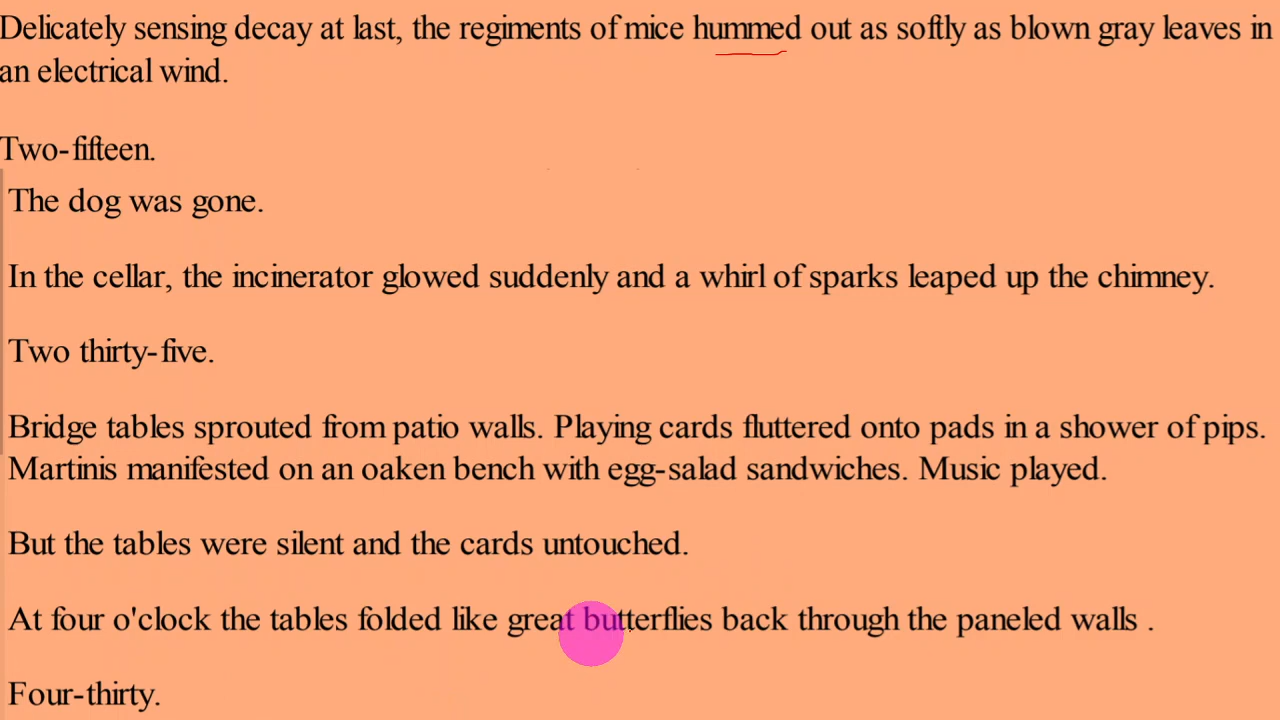 Delicately sensing decay at last, the regiments of mice hummed out as softly as blown gray leaves in
an electrical wind.
Two-fifteen.
The dog was gone.
In the cellar, the incinerator glowed suddenly and a whirl of sparks leaped up the chimney.
Two thirty-five.
Bridge tables sprouted from patio walls. Playing cards fluttered onto pads in a shower of pips.
Martinis manifested on an oaken bench with egg-salad sandwiches. Music played.
But the tables were silent and the cards untouched.
At four o'clock the tables folded like great butterflies back through the paneled walls .
Four-thirty.